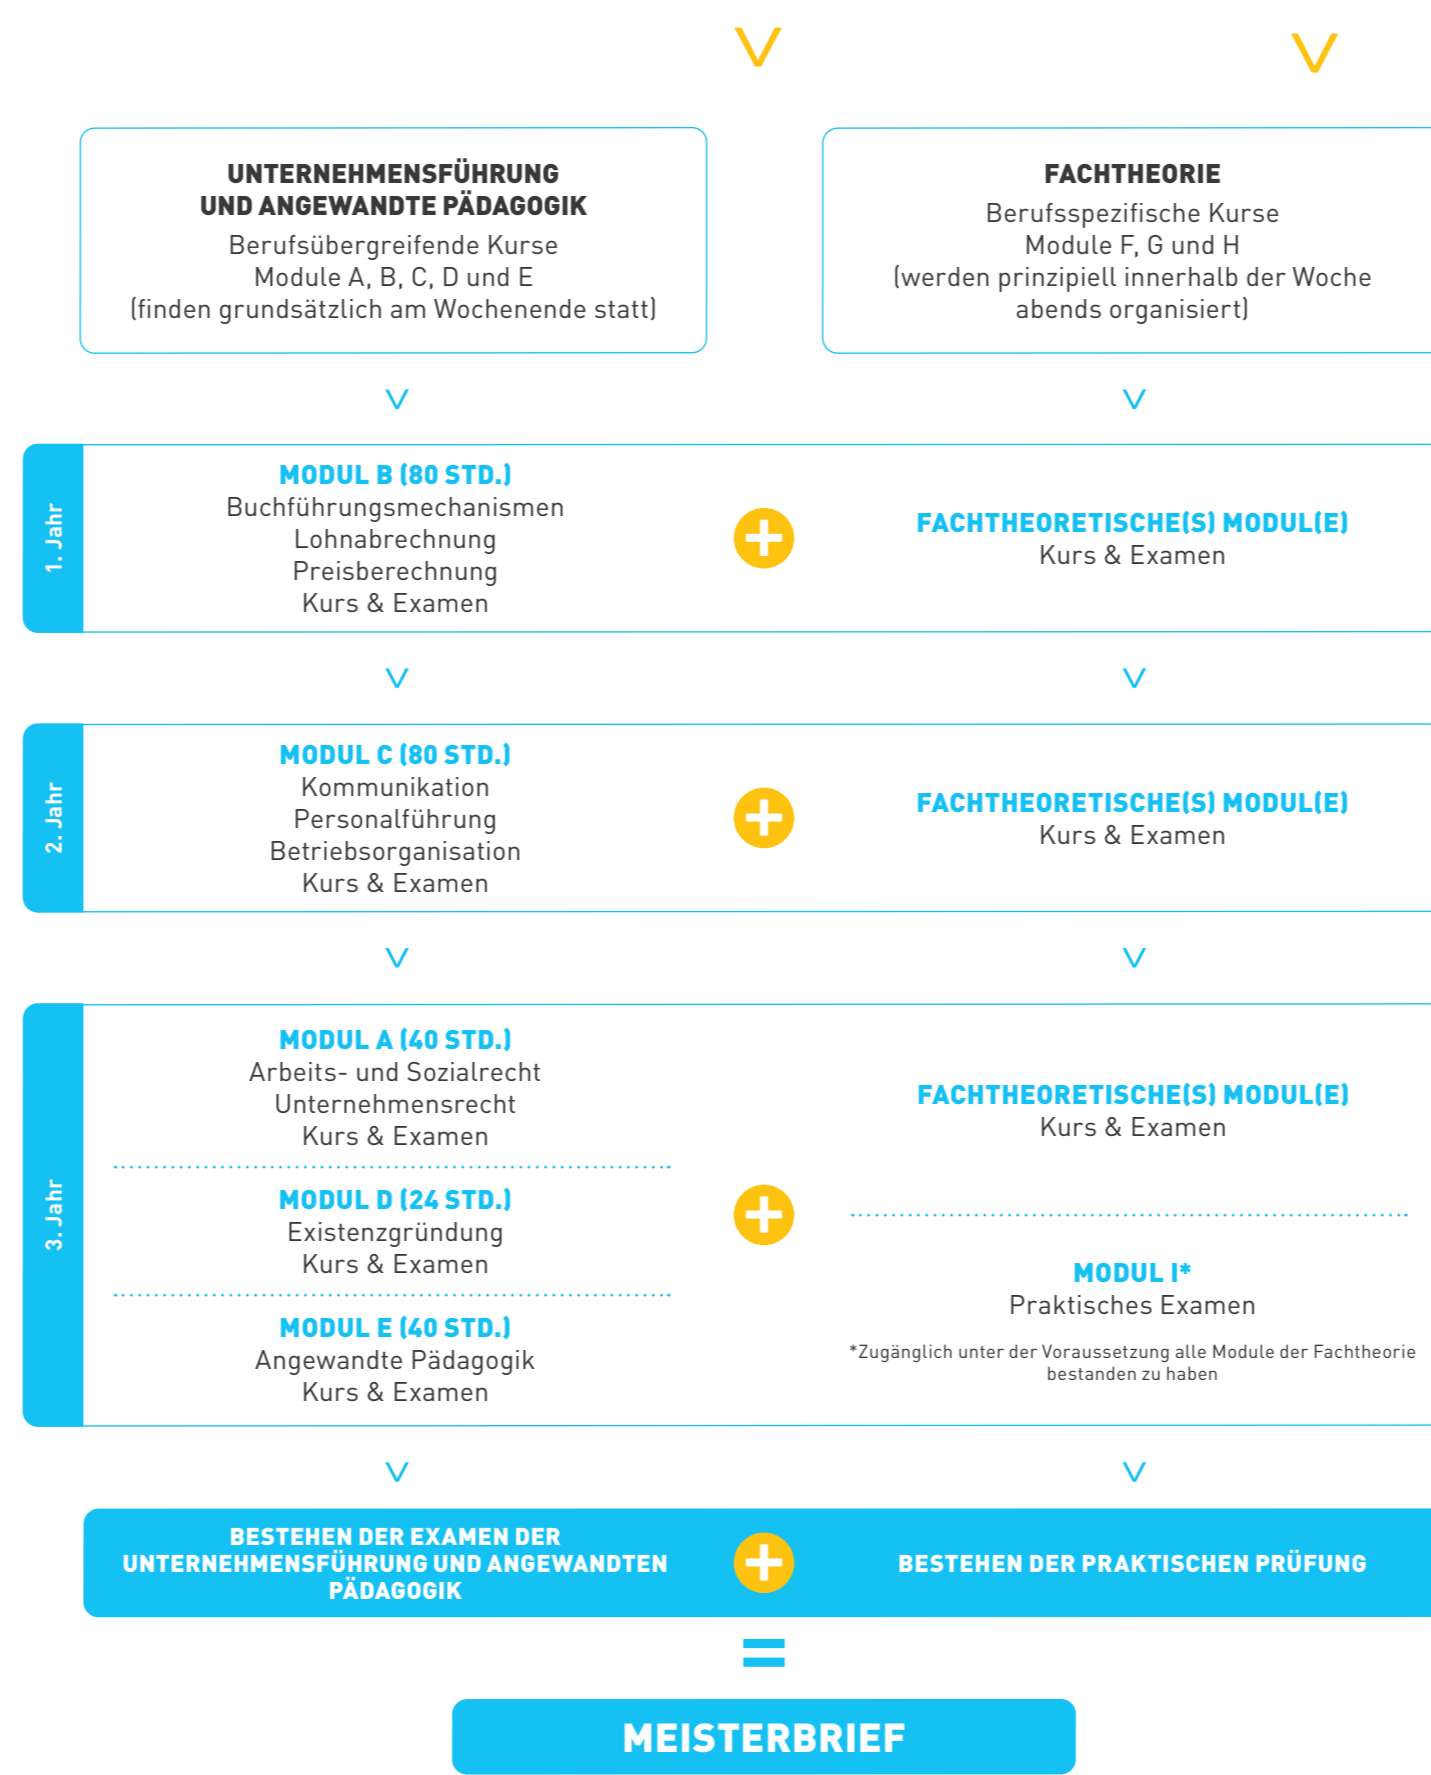 UNTERNEHMENSFÜHRUNG
UND ANGEWANDTE PÄDAGOGIK
Berufsübergreifende Kurse
Module A, B, C, D und E
(finden grundsätzlich am Wochenende statt)
FACHTHEORIE
Berufsspezifische Kurse
Module F, G und H
(werden prinzipiell innerhalb der Woche
abends organisiert)
1. Jahr
MODUL B (80 STD.)
Buchführungsmechanismen
Lohnabrechnung
Preisberechnung
Kurs & Examen
+
FACHTHEORETISCHE(S) MODUL(E)
Kurs & Examen
2. Jahr
MODUL C (80 STD.)
Kommunikation
Personalführung
Betriebsorganisation
Kurs & Examen
+
FACHTHEORETISCHE(S) MODUL(E)
Kurs & Examen
3. Jahr
MODUL A (40 STD.)
Arbeits- und Sozialrecht
Unternehmensrecht
Kurs & Examen
MODUL D (24 STD.)
Existenzgründung
Kurs & Examen
MODUL E (40 STD.)
Angewandte Pädagogik
Kurs & Examen
+
FACHTHEORETISCHE(S) MODUL(E)
Kurs & Examen
MODUL I*
Praktisches Examen
*Zugänglich unter der Voraussetzung alle Module der Fachtheorie
bestanden zu haben
BESTEHEN DER EXAMEN DER
UNTERNEHMENSFÜHRUNG UND ANGEWANDTEN
PÄDAGOGIK
+
BESTEHEN DER PRAKTISCHEN PRÜFUNG
=
MEISTERBRIEF